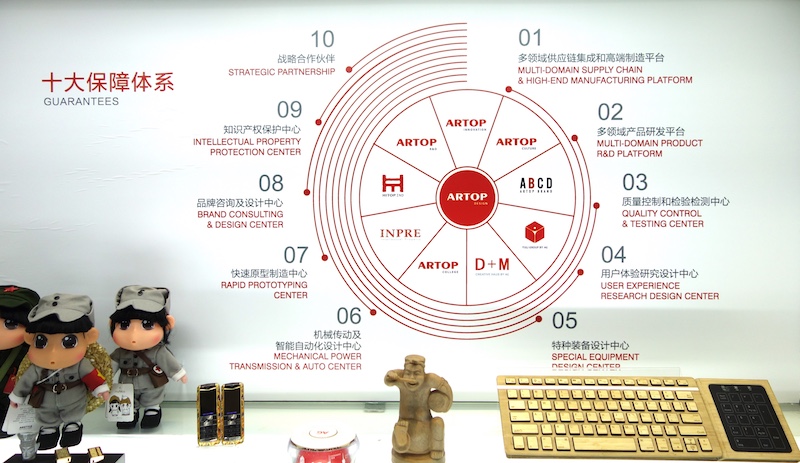 十大保障体系
GUARANTEES
10
战略合作伙伴
STRATEGIC PARTNERSHIP
09
知识产权保护中心
INTELLECTUAL PROPERTY
PROTECTION CENTER
08
品牌咨询及设计中心
BRAND CONSULTING
& DESIGN CENTER
07
快速原型制造中心
RAPID PROTOTYPING
CENTER
06
机械传动及
智能自动化设计中心
MECHANICAL POWER
TRANSMISSION & AUTO CENTER
01
多领域供应链集成和高端制造平台
MULTI-DOMAIN SUPPLY CHAIN
& HIGH-END MANUFACTURING PLATFORM
02
多领域产品研发平台
MULTI-DOMAIN PRODUCT
R&D PLATFORM
03
质量控制和检验检测中心
QUALITY CONTROL
& TESTING CENTER
04
用户体验研究设计中心
USER EXPERIENCE
RESEARCH DESIGN CENTER
05
特种装备设计中心
SPECIAL EQUIPMENT
DESIGN CENTER
ARTOP
INNOVATION
ARTOP
CULTURE
ABCD
ARTOP BRAND
D+M
ARTOP
COLLEGE
INPRE
ARTOP
ARTOP
DESIGN